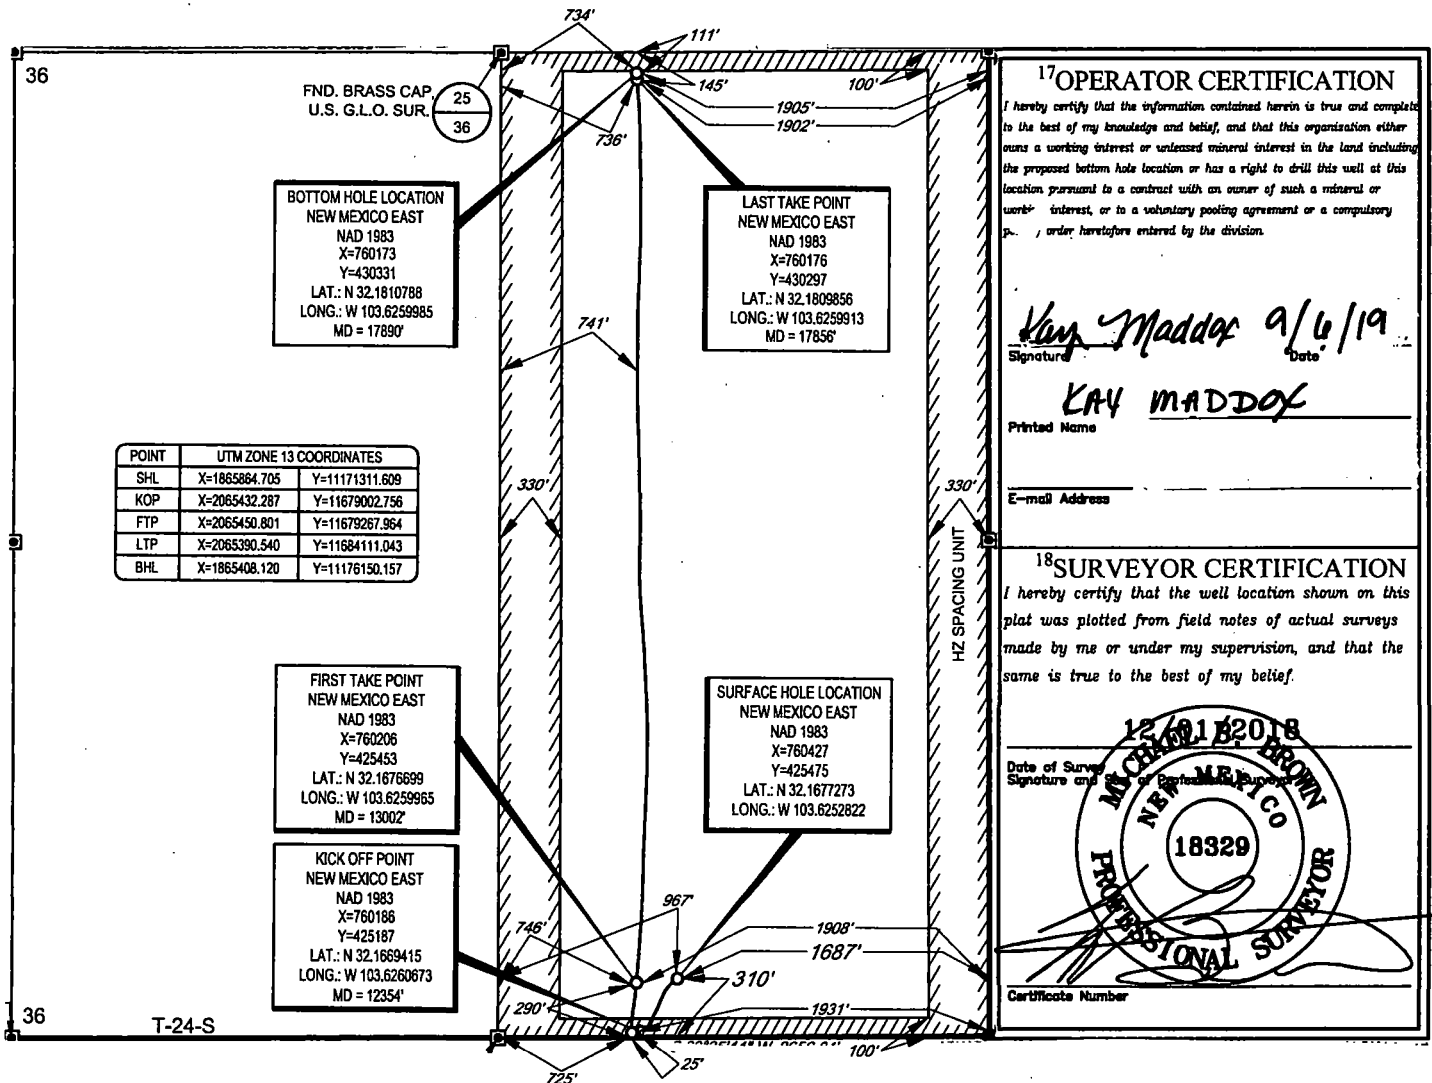 734'
111'
36
FND. BRASS CAP.
U.S. G.L.O. SUR.
25
36
145'
100'
1905'
1902'
736'
BOTTOM HOLE LOCATION
NEW MEXICO EAST
NAD 1983
X=760173
Y=430331
LAT.: N 32.1810788
LONG.: W 103.6259985
MD = 17890'
LAST TAKE POINT
NEW MEXICO EAST
NAD 1983
X=760176
Y=430297
LAT.: N 32.1809856
LONG.: W 103.6259913
MD = 17856'
741'
POINT UTM ZONE 13 COORDINATES
SHL X=1865864.705 Y=11171311.609
KOP X=2065432.287 Y=11679002.756
FTP X=2065450.801 Y=11679267.964
LTP X=2065390.540 Y=11684111.043
BHL X=1865408.120 Y=11176150.157
330'
330'
HZ SPACING UNIT
FIRST TAKE POINT
NEW MEXICO EAST
NAD 1983
X=760206
Y=425453
LAT.: N 32.1676699
LONG.: W 103.6259965
MD = 13002'
SURFACE HOLE LOCATION
NEW MEXICO EAST
NAD 1983
X=760427
Y=425475
LAT.: N 32.1677273
LONG.: W 103.6252822
KICK OFF POINT
NEW MEXICO EAST
NAD 1983
X=760186
Y=425187
LAT.: N 32.1669415
LONG.: W 103.6260673
MD = 12354'
967'
746'
1908'
1687'
310'
290'
1931'
36
T-24-S
100'
25'
725'
17 OPERATOR CERTIFICATION
I hereby certify that the information contained herein is true and complete
to the best of my knowledge and belief, and that this organization either
owns a working interest or unleased mineral interest in the land including
the proposed bottom hole location or has a right to drill this well at this
location pursuant to a contract with an owner of such a mineral or
interest, or to a voluntary pooling agreement or a compulsory
order heretofore entered by the division.
Kay Maddox 9/6/19
Signature Date
KAY MADDOX
Printed Name
E-mail Address
18 SURVEYOR CERTIFICATION
I hereby certify that the well location shown on this
plat was plotted from field notes of actual surveys
made by me or under my supervision, and that the
same is true to the best of my belief.
12/01/2018
Date of Survey
Signature and Seal of Professional Surveyor
MICHAEL B. BROWN
NEW MEXICO
18329
PROFESSIONAL SURVEYOR
Certificate Number